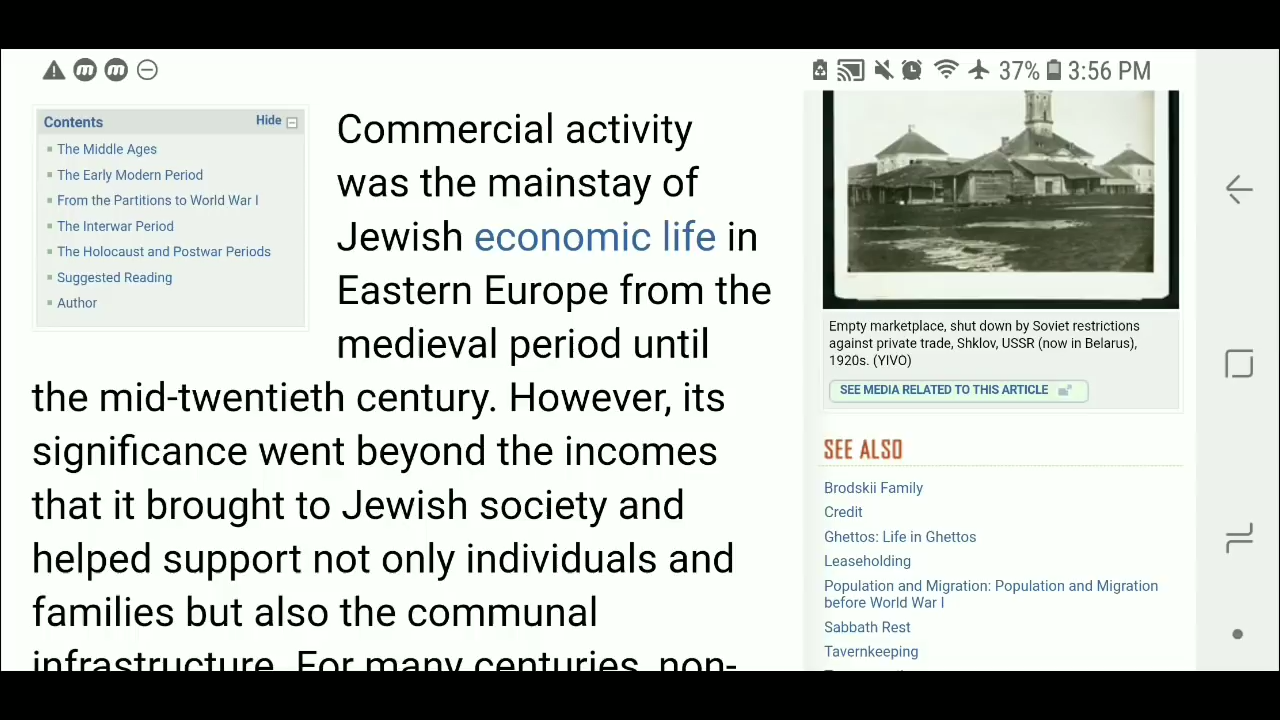 37% 3:56 PM
Contents Hide
The Middle Ages
The Early Modern Period
From the Partitions to World War I
The Interwar Period
The Holocaust and Postwar Periods
Suggested Reading
Author
Commercial activity
was the mainstay of
Jewish economic life in
Eastern Europe from the
medieval period until
the mid-twentieth century. However, its
significance went beyond the incomes
that it brought to Jewish society and
helped support not only individuals and
families but also the communal
infrastructure. For many centuries, non-
Empty marketplace, shut down by Soviet restrictions
against private trade, Shklov, USSR (now in Belarus),
1920s. (YIVO)
SEE MEDIA RELATED TO THIS ARTICLE
SEE ALSO
Brodskii Family
Credit
Ghettos: Life in Ghettos
Leaseholding
Population and Migration: Population and Migration
before World War I
Sabbath Rest
Tavernkeeping